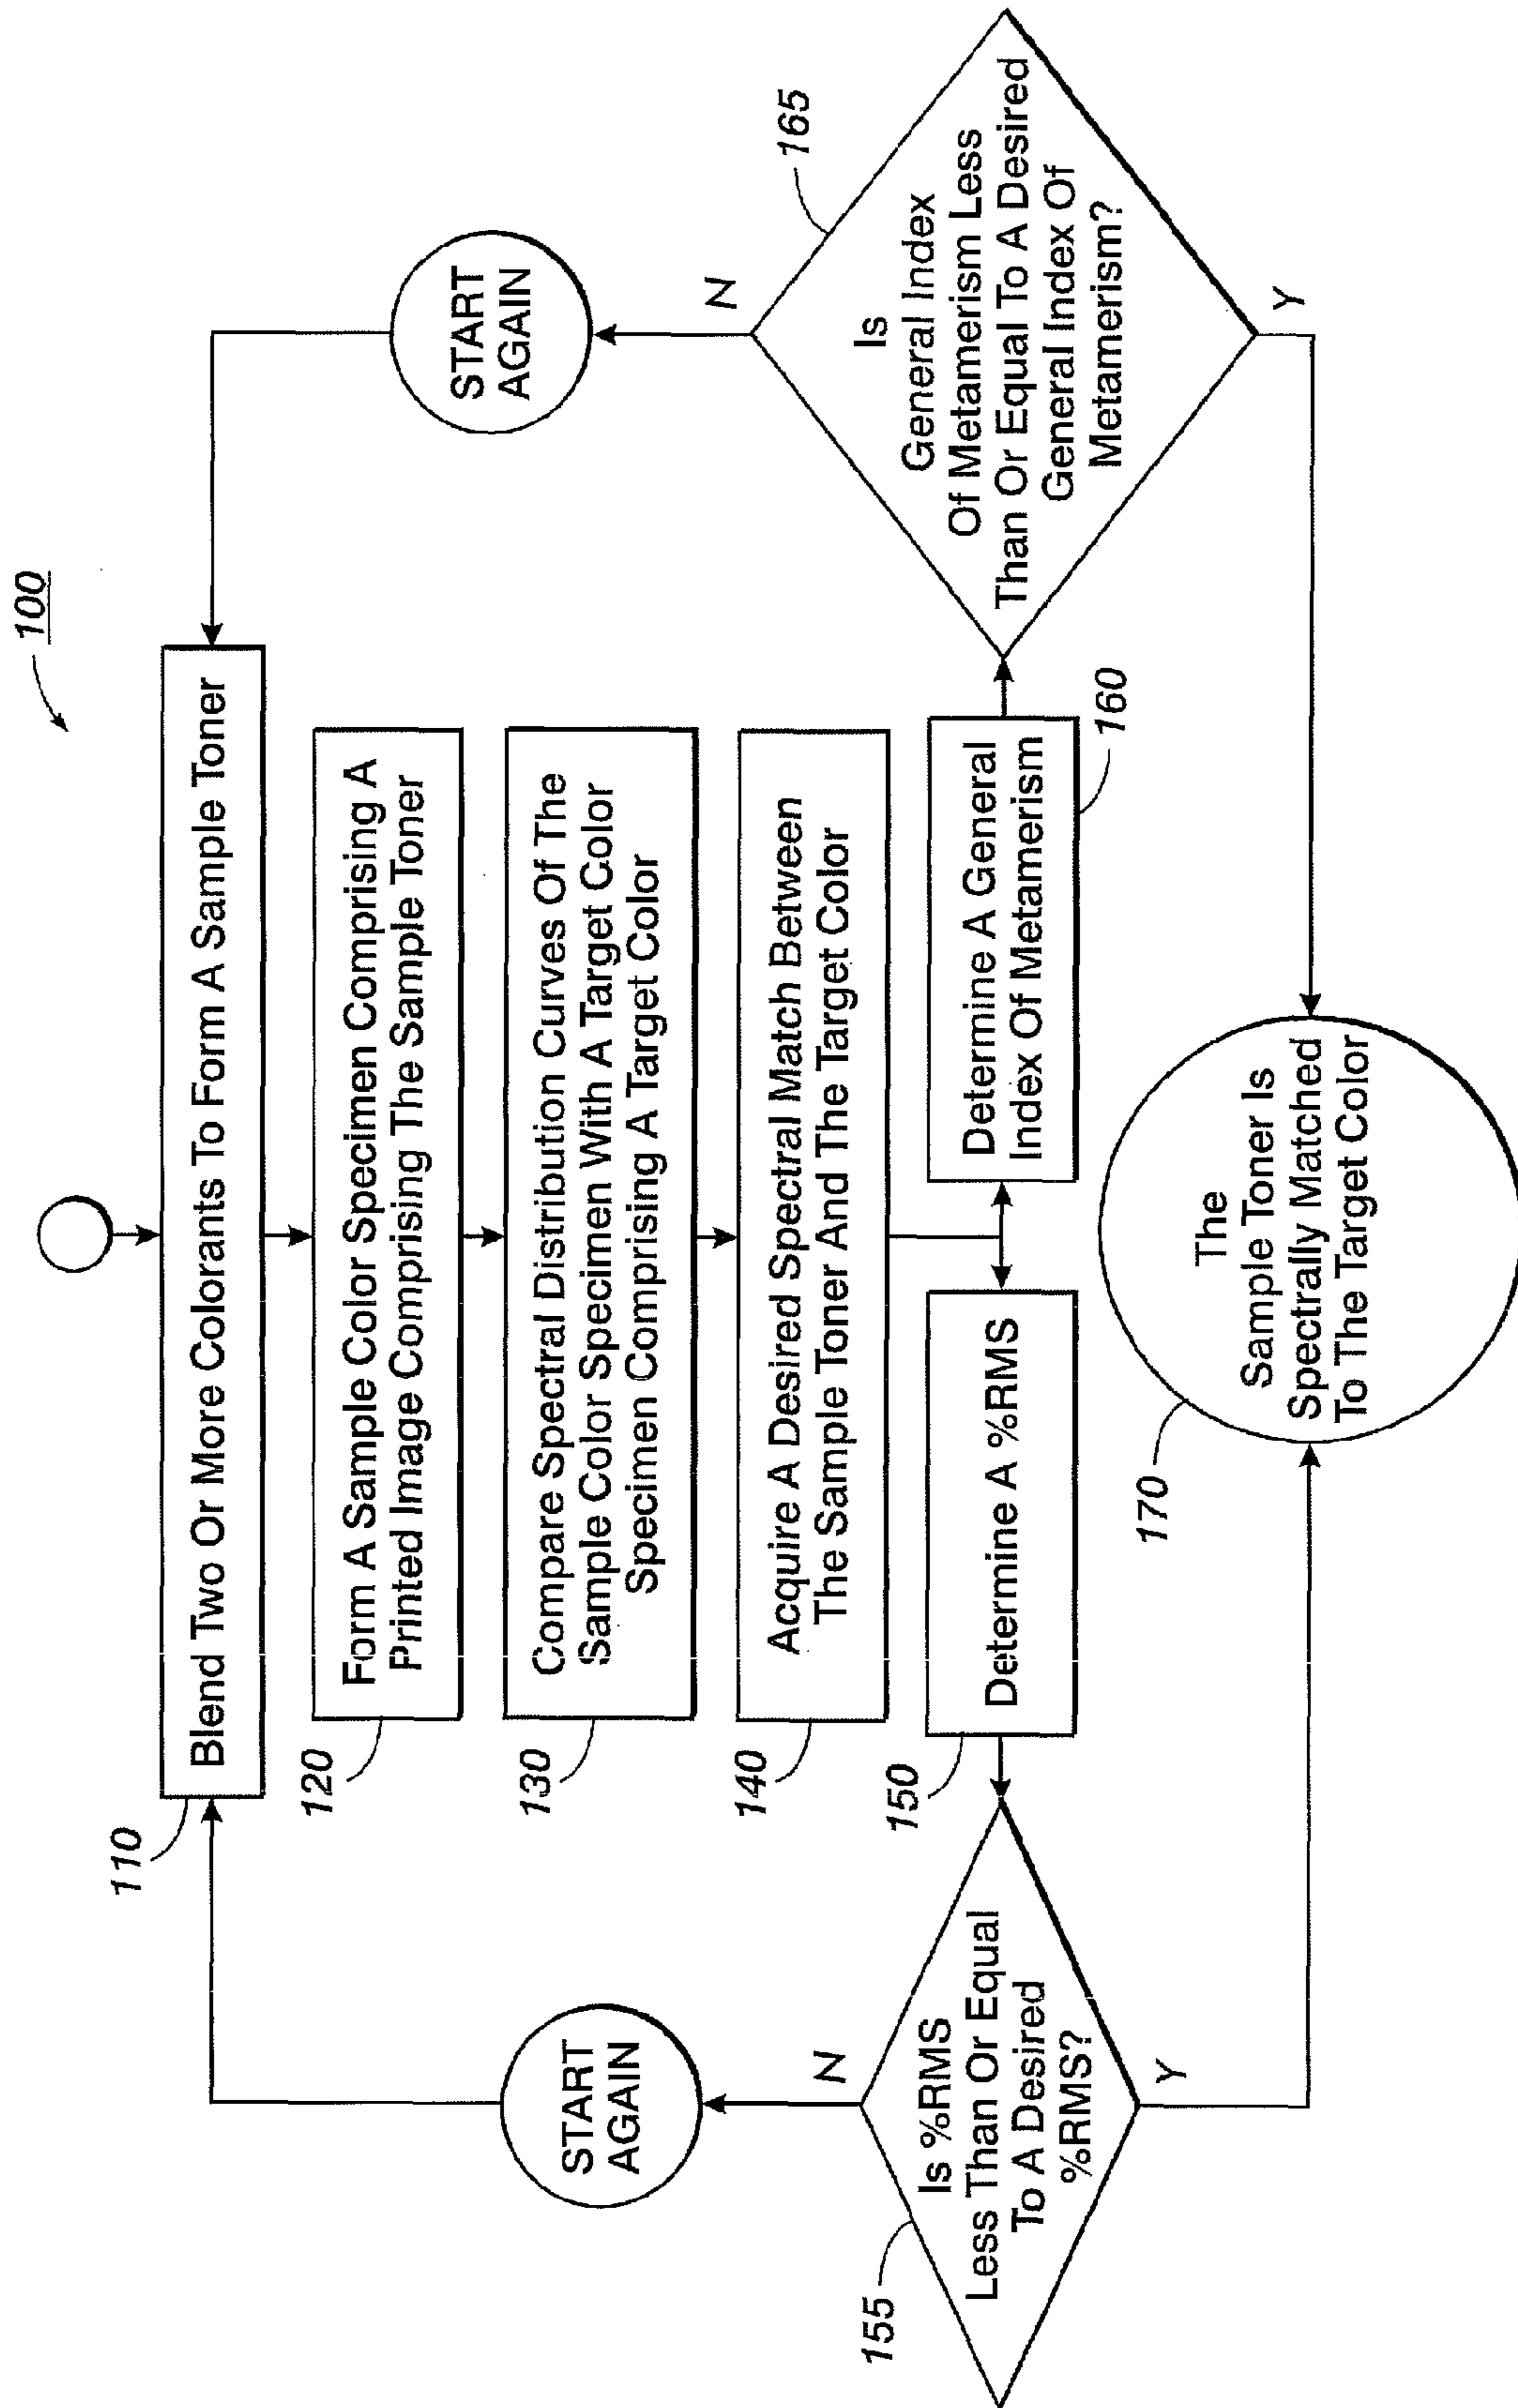 100
110
Blend Two Or More Colorants To Form A Sample Toner
120
Form A Sample Color Specimen Comprising A
Printed Image Comprising The Sample Toner
130
Compare Spectral Distribution Curves Of The
Sample Color Specimen With A Target Color
Specimen Comprising A Target Color
140
Acquire A Desired Spectral Match Between
The Sample Toner And The Target Color
150
Determine A %RMS
160
Determine A General
Index Of Metamerism
155
Is %RMS
Less Than Or Equal
To A Desired
%RMS?
N
START
AGAIN
Y
165
Is
General Index
Of Metamerism Less
Than Or Equal To A Desired
General Index Of
Metamerism?
N
START
AGAIN
Y
170
The
Sample Toner Is
Spectrally Matched
To The Target Color